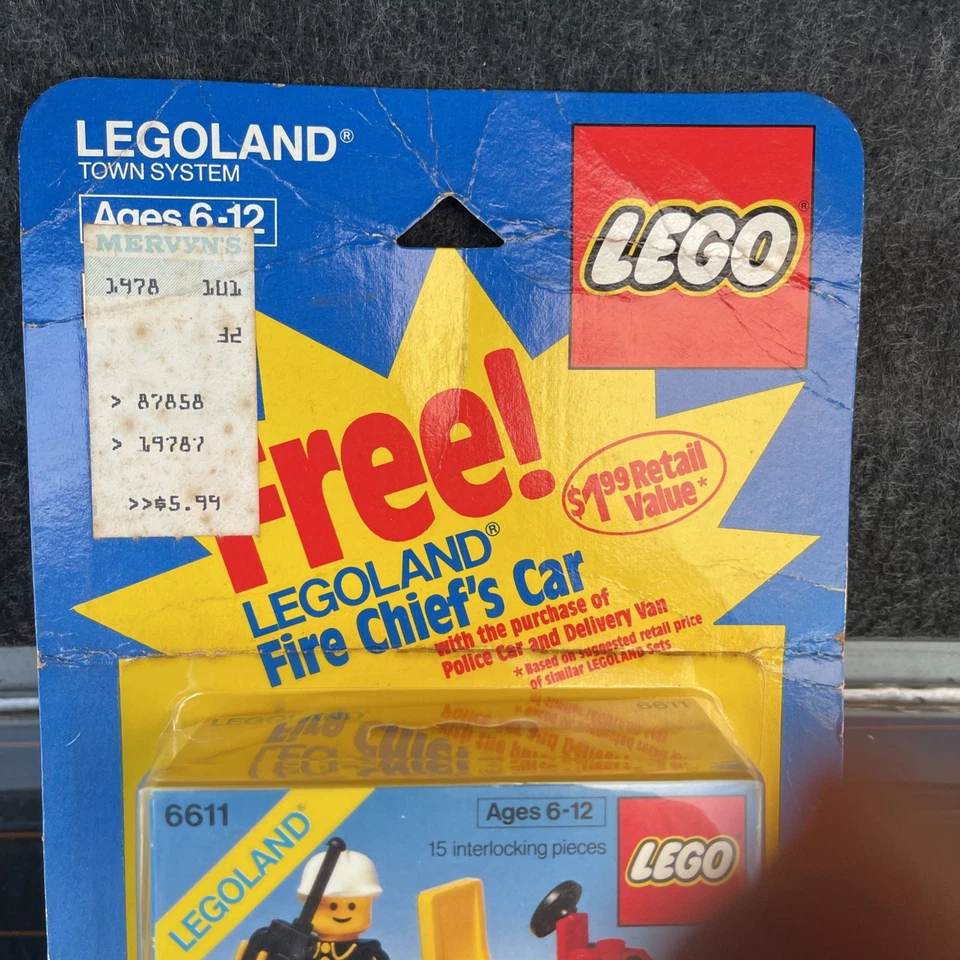 LEGOLAND®
TOWN SYSTEM
Ages 6-12
LEGO®
MERVYN'S
1978 101
32
> 87858
> 19787
>>$5.99
Free!
$1.99 Retail
Value*
LEGOLAND®
Fire Chief's Car
with the purchase of
Police Car and Delivery Van
* Based on suggested retail price
of similar LEGOLAND sets
6611
6611
Ages 6-12
15 interlocking pieces
LEGO
LEGOLAND®